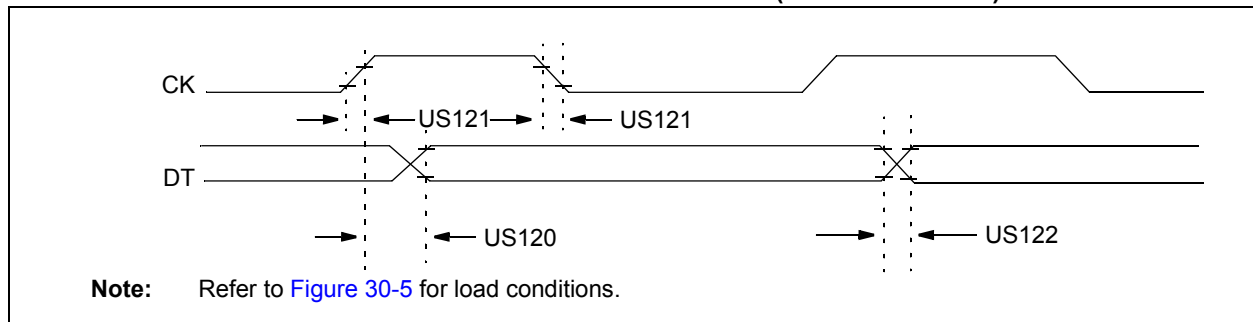 CK
US121
US121
DT
US120
US122
Note: Refer to Figure 30-5 for load conditions.